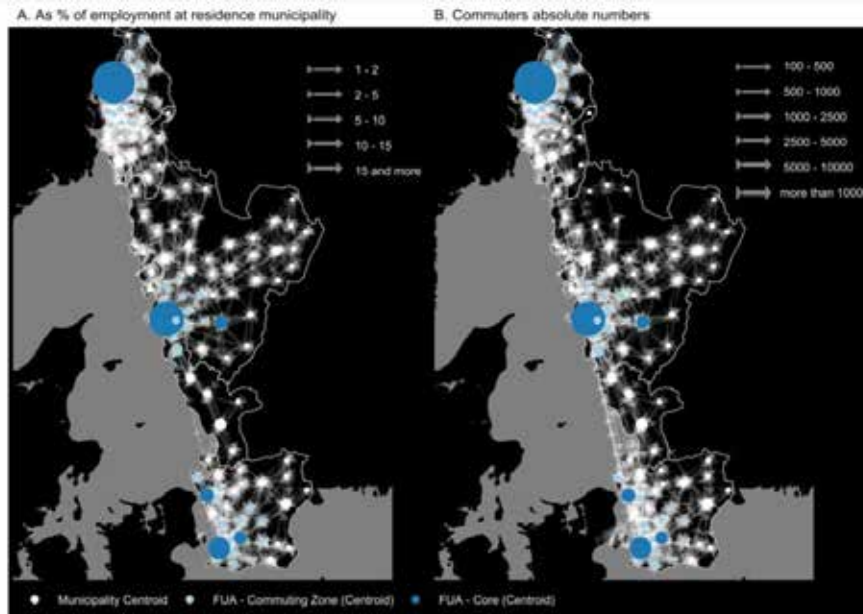 A. As % of employment at residence municipality
B. Commuters absolute numbers
1 - 2
2 - 5
5 - 10
10 - 15
15 and more
100 - 500
500 - 1000
1000 - 2500
2500 - 5000
5000 - 10000
more than 1000
Municipality Centroid
FUA - Commuting Zone (Centroid)
FUA - Core (Centroid)